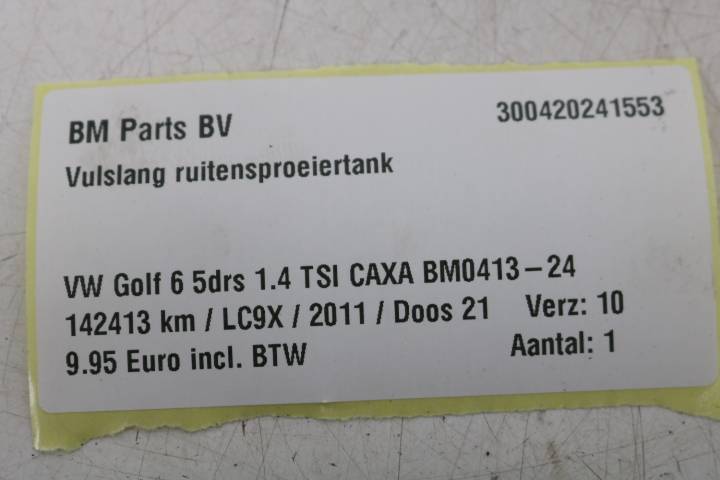 BM Parts BV 300420241553
Vulslang ruitensproeiertank
VW Golf 6 5drs 1.4 TSI CAXA BM0413-24
142413 km / LC9X / 2011 / Doos 21 Verz: 10
9.95 Euro incl. BTW Aantal: 1